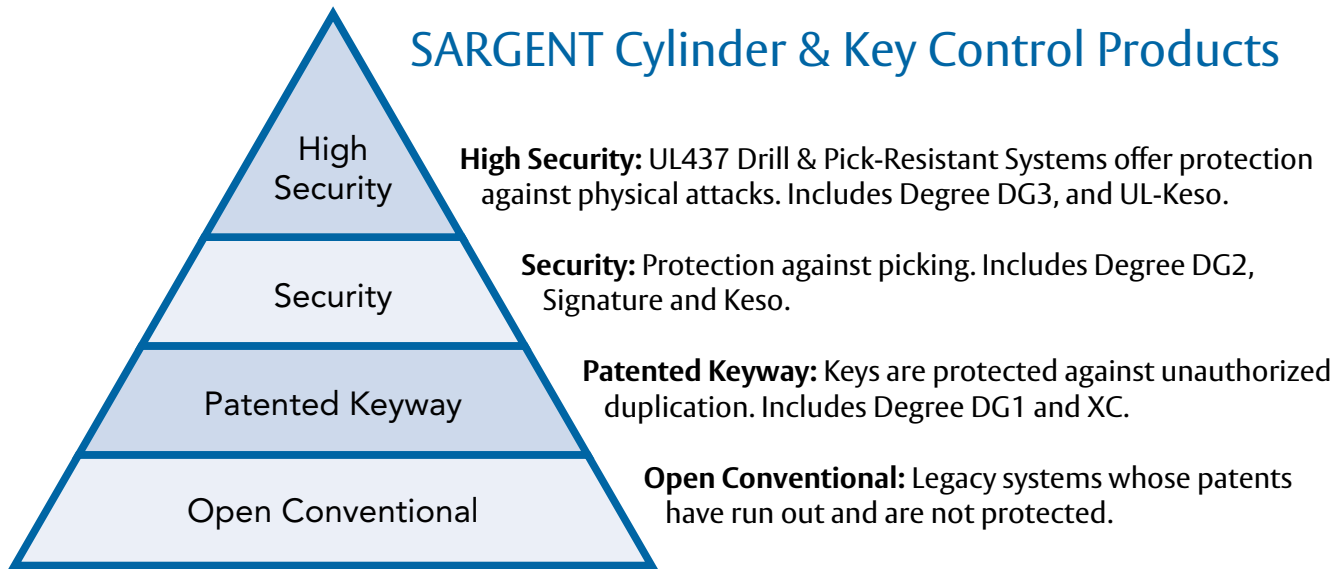 SARGENT Cylinder & Key Control Products
High
Security
High Security: UL437 Drill & Pick-Resistant Systems offer protection
against physical attacks. Includes Degree DG3, and UL-Keso.
Security
Security: Protection against picking. Includes Degree DG2,
Signature and Keso.
Patented Keyway
Patented Keyway: Keys are protected against unauthorized
duplication. Includes Degree DG1 and XC.
Open Conventional
Open Conventional: Legacy systems whose patents
have run out and are not protected.